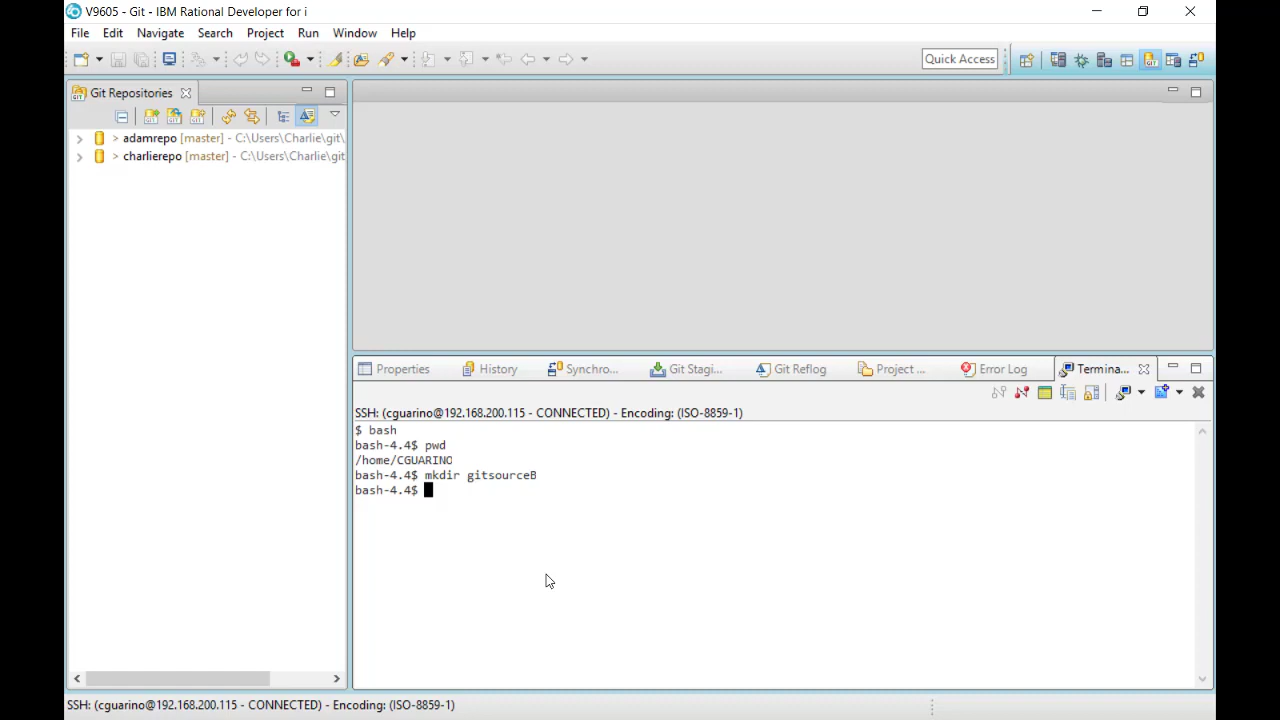 V9605 - Git - IBM Rational Developer for i
File Edit Navigate Search Project Run Window Help
Quick Access
Git Repositories
> adamrepo [master] - C:\Users\Charlie\git\
> charlierepo [master] - C:\Users\Charlie\git
Properties History Synchro... Git Stagi... Git Reflog Project ... Error Log Termina...
SSH: (cguarino@192.168.200.115 - CONNECTED) - Encoding: (ISO-8859-1)
$ bash
bash-4.4$ pwd
/home/CGUARINO
bash-4.4$ mkdir gitsourceB
bash-4.4$
SSH: (cguarino@192.168.200.115 - CONNECTED) - Encoding: (ISO-8859-1)